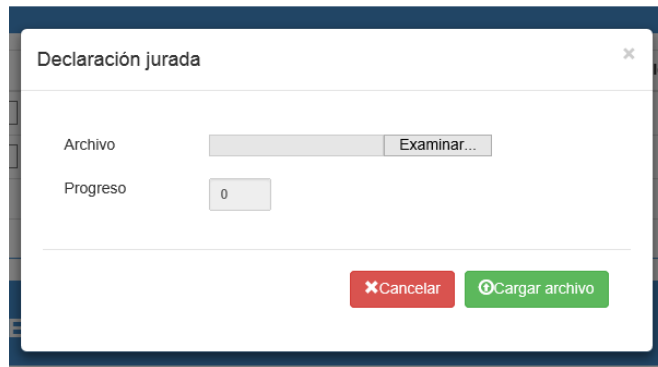 Declaración jurada ×
Archivo Examinar...
Progreso 0
Cancelar Cargar archivo